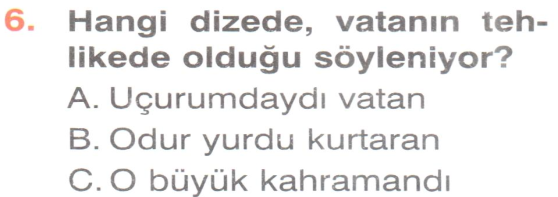 6. Hangi dizede, vatanın teh-
likede olduğu söyleniyor?
A. Uçurumdaydı vatan
B. Odur yurdu kurtaran
C. O büyük kahramandı